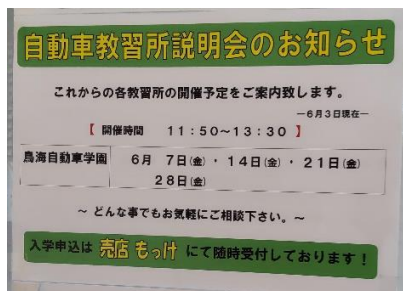 自動車教習所説明会のお知らせ
これからの各教習所の開催予定をご案内致します。
―6月3日現在―
【 開催時間　11:50～13:30 】
鳥海自動車学園　6月 7日(金)・14日(金)・21日(金)
28日(金)
～ どんな事でもお気軽にご相談下さい。～
入学申込は 売店 もっけ にて随時受付しております！